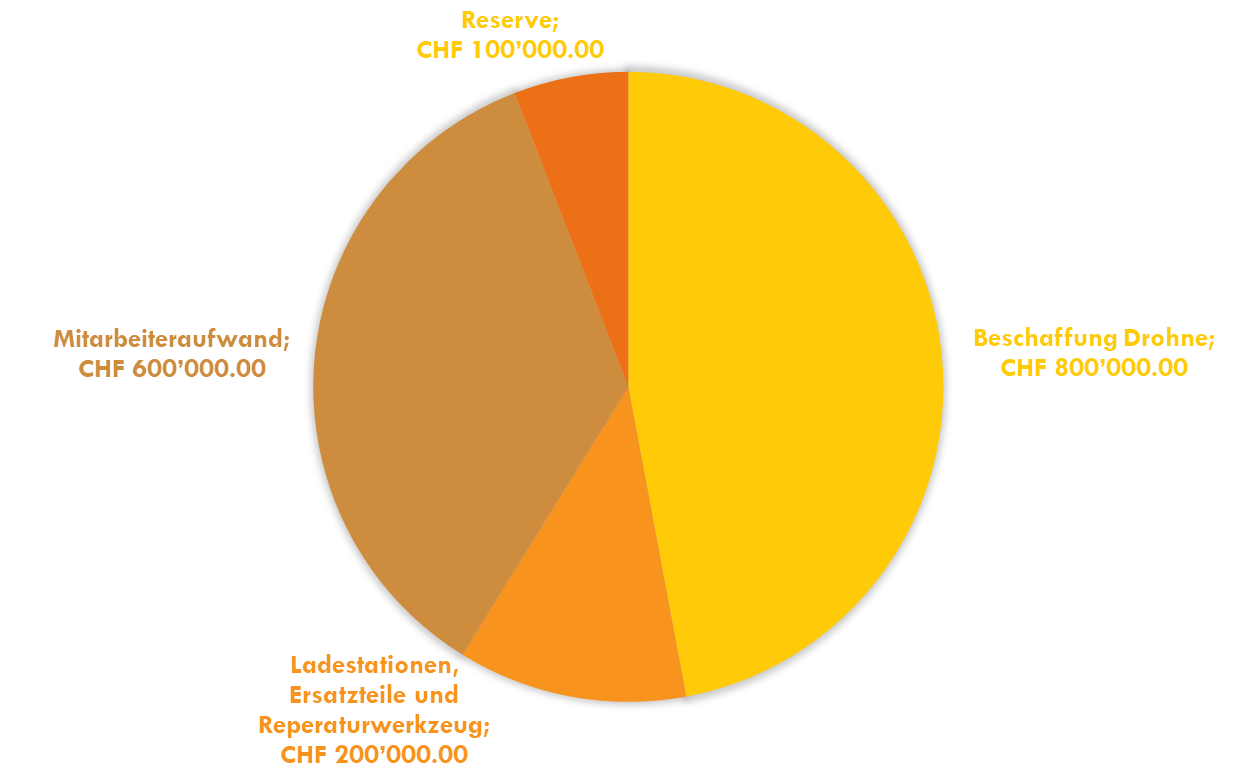 Reserve;
CHF 100’000.00
Beschaffung Drohne;
CHF 800’000.00
Mitarbeiteraufwand;
CHF 600’000.00
Ladestationen,
Ersatzteile und
Reperaturwerkzeug;
CHF 200’000.00